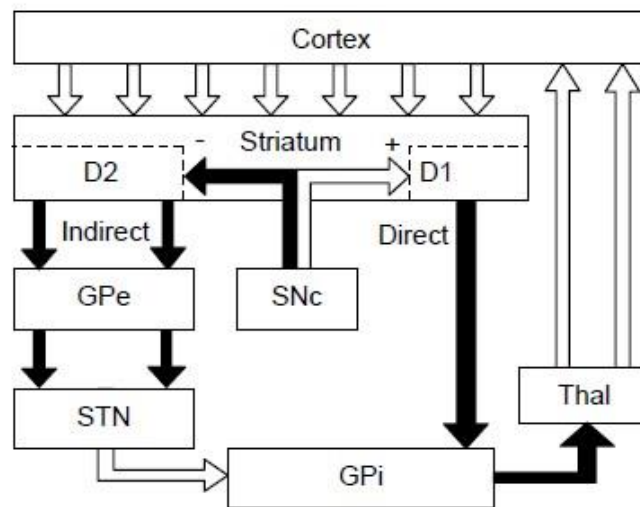 Cortex
- Striatum +
D2 D1
Indirect Direct
GPe SNc
STN Thal
GPi